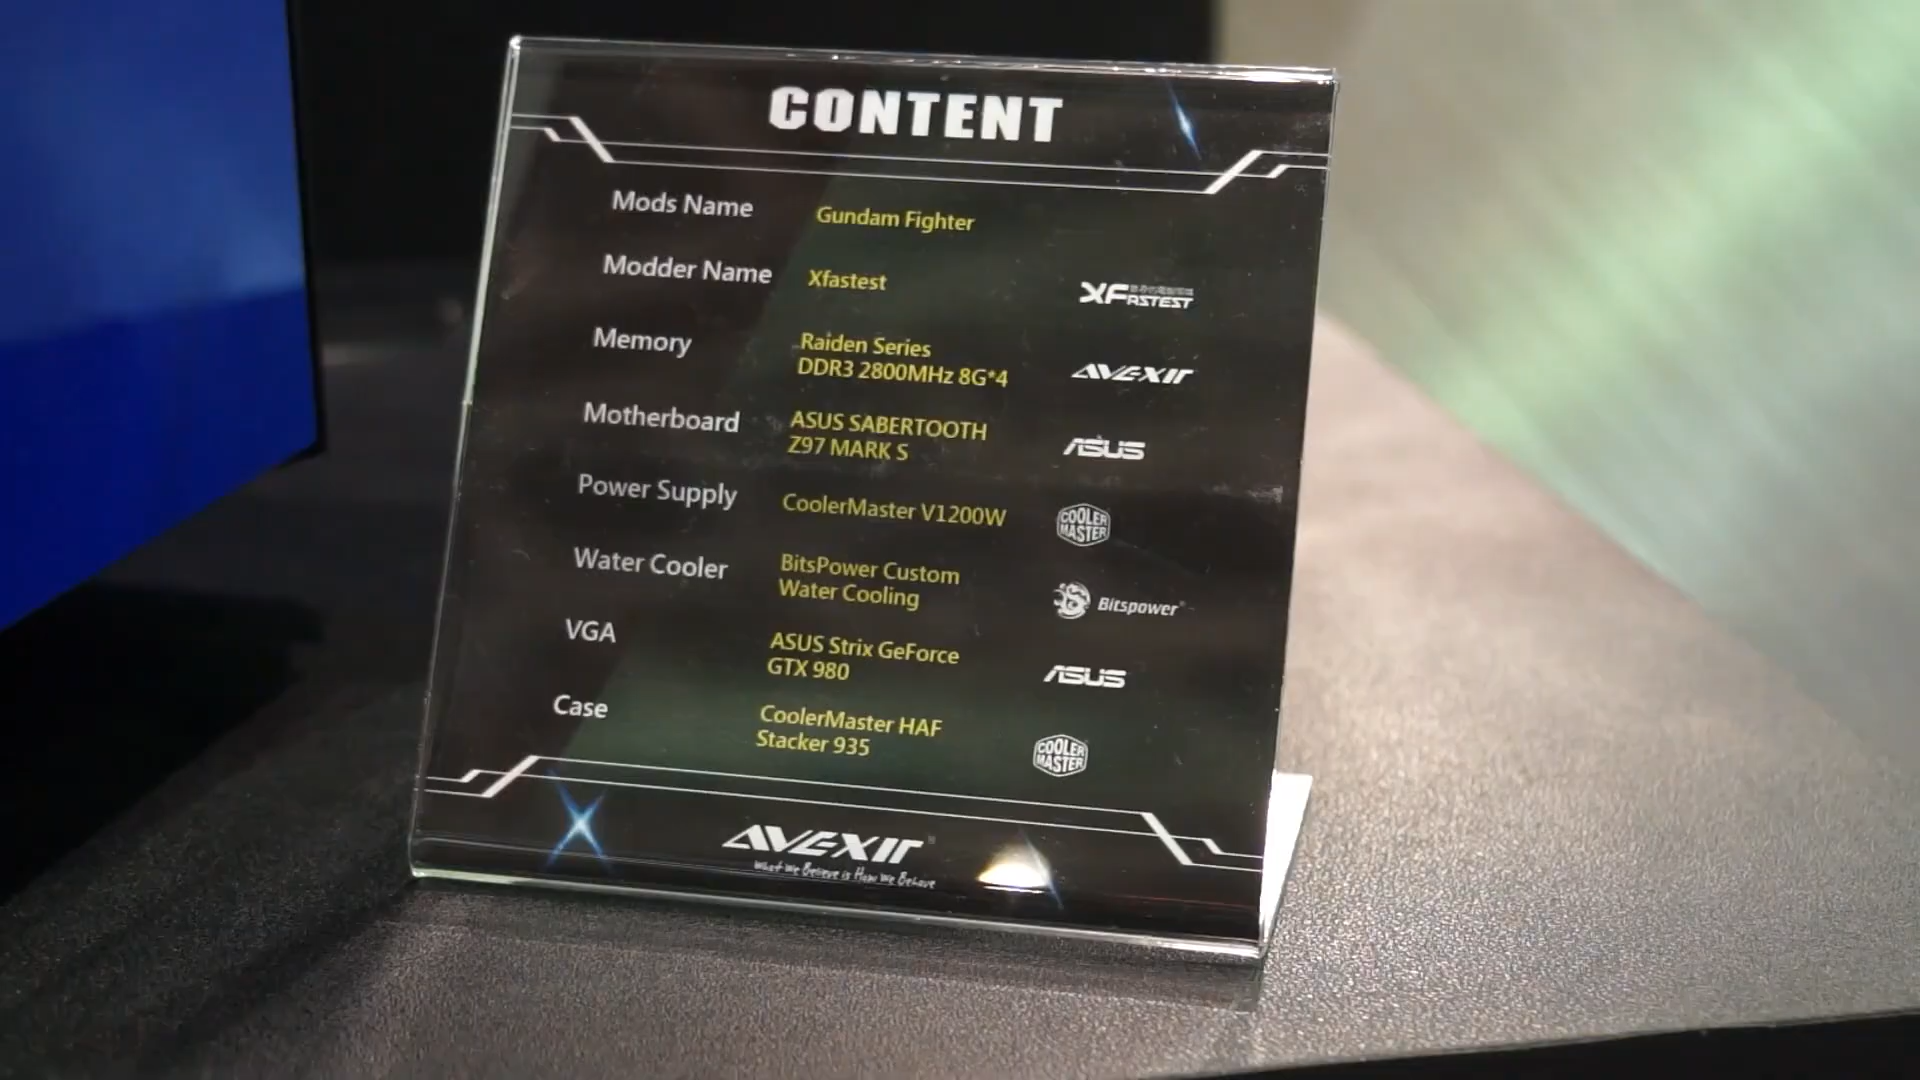 CONTENT
Mods Name Gundam Fighter
Modder Name Xfastest XFASTEST
Memory Raiden Series
DDR3 2800MHz 8G*4 AVEXIR
Motherboard ASUS SABERTOOTH
Z97 MARK S ASUS
Power Supply CoolerMaster V1200W COOLER MASTER
Water Cooler BitsPower Custom
Water Cooling Bitspower
VGA ASUS Strix GeForce
GTX 980 ASUS
Case CoolerMaster HAF
Stacker 935 COOLER MASTER
AVEXIR
What We Believe is How We Behave